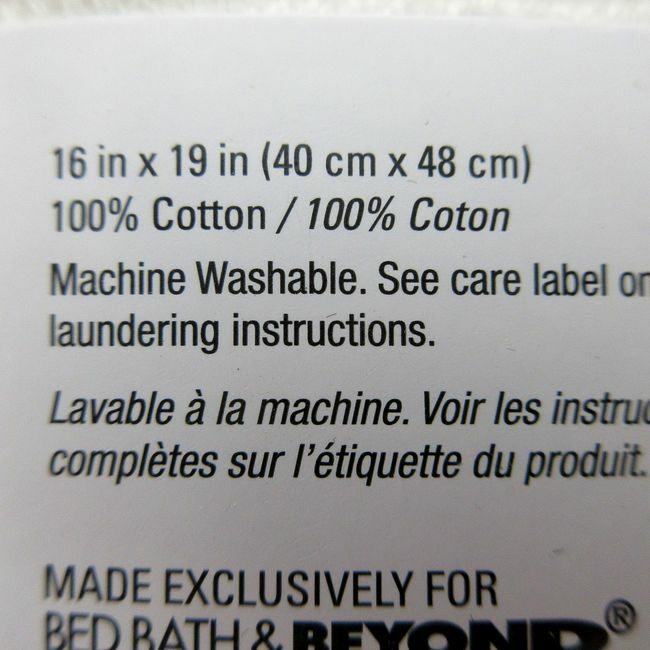 16 in x 19 in (40 cm x 48 cm)
100% Cotton / 100% Coton
Machine Washable. See care label on
laundering instructions.
Lavable à la machine. Voir les
complètes sur l'étiquette du produit.
MADE EXCLUSIVELY FOR
BED BATH & BEYOND®